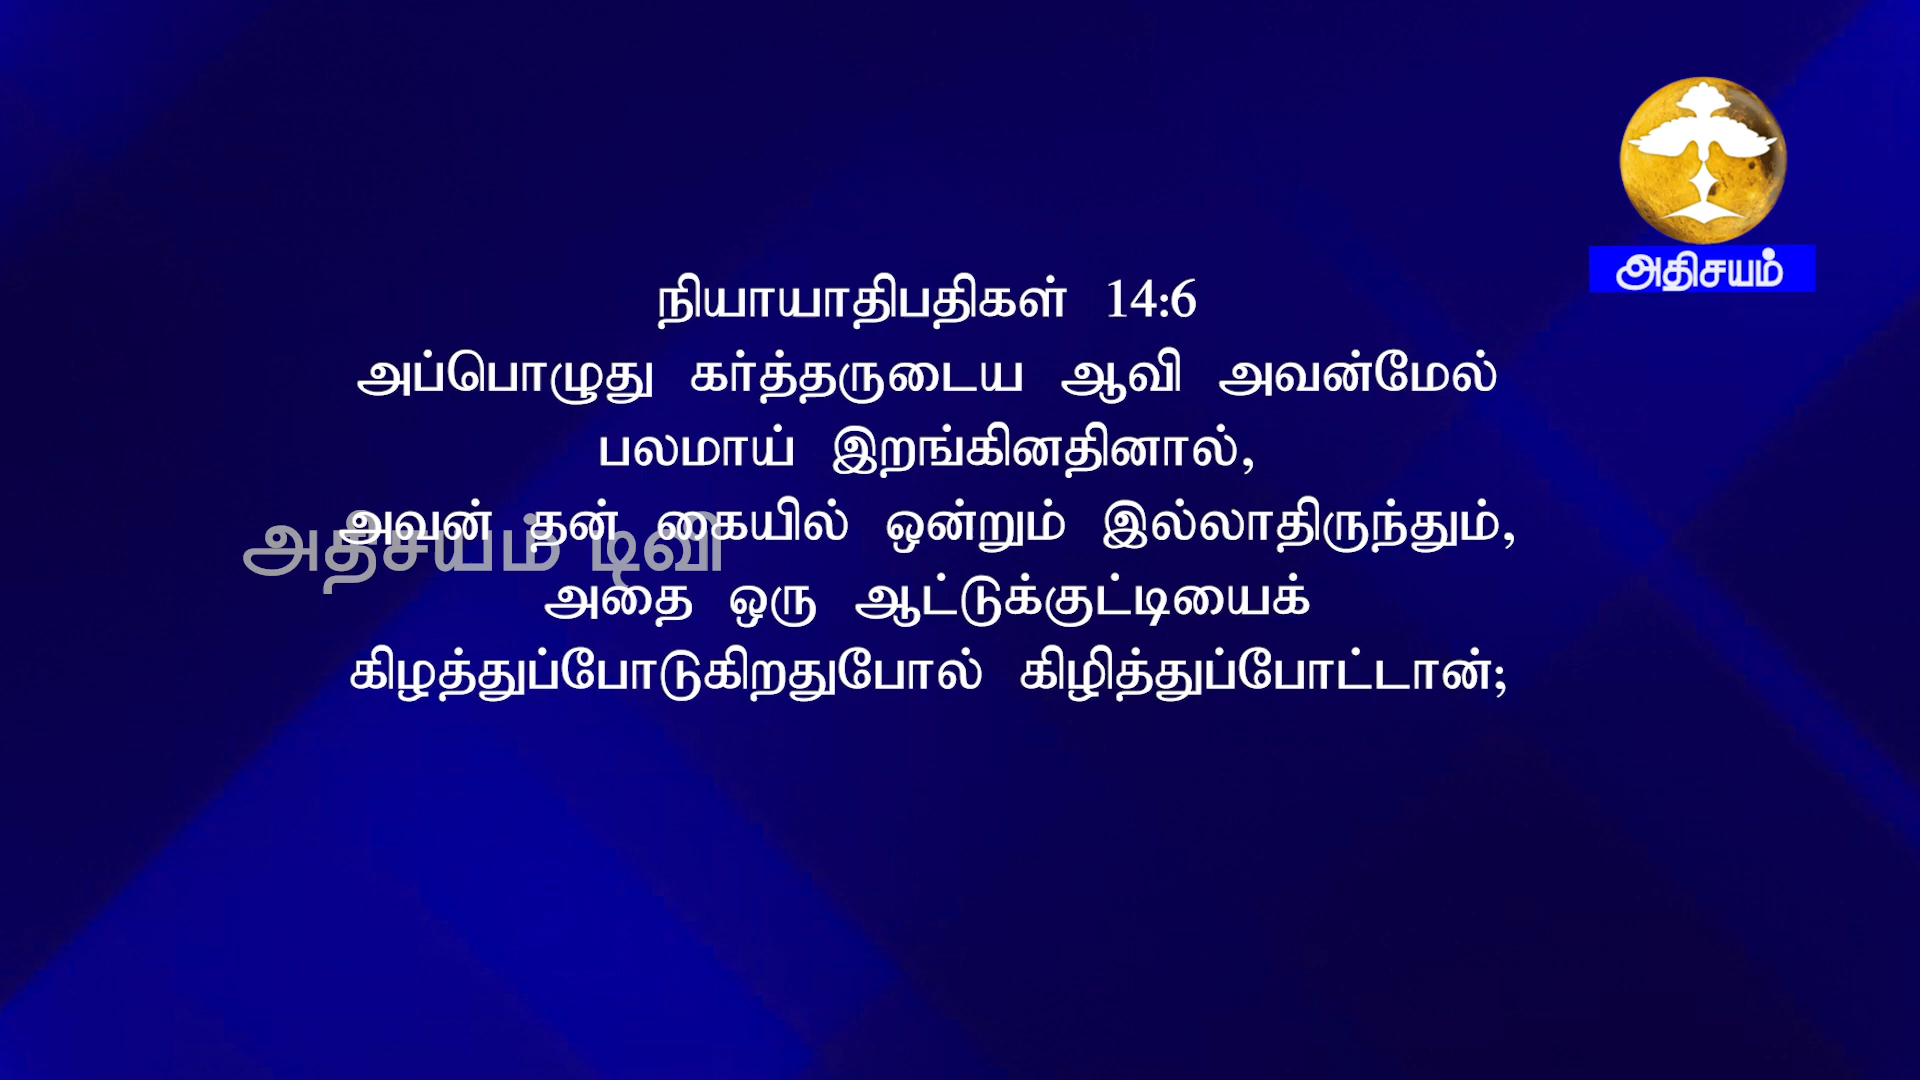 அதிசயம்
நியாயாதிபதிகள் 14:6
அப்பொழுது கர்த்தருடைய ஆவி அவன்மேல்
பலமாய் இறங்கினதினால்,
அவன் தன் கையில் ஒன்றும் இல்லாதிருந்தும்,
அதிசயம் டிவி
அதை ஒரு ஆட்டுக்குட்டியைக்
கிழத்துப்போடுகிறதுபோல் கிழித்துப்போட்டான்;